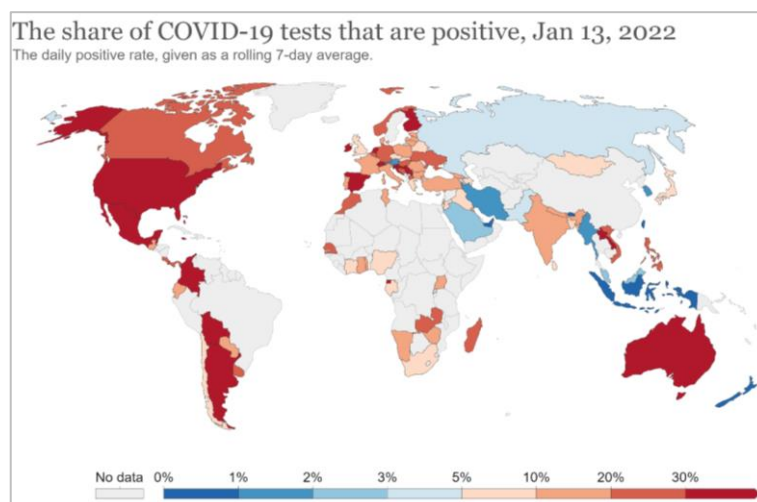 The share of COVID-19 tests that are positive, Jan 13, 2022
The daily positive rate, given as a rolling 7-day average.
No data 0% 1% 2% 3% 5% 10% 20% 30%